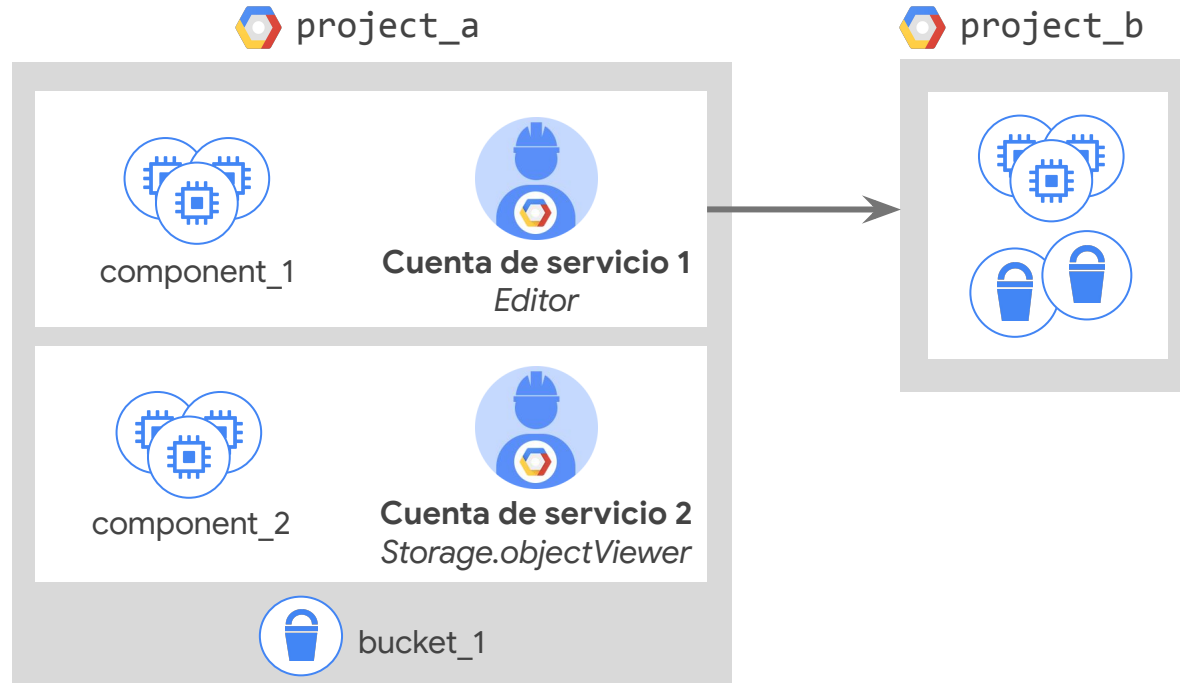 project_a
project_b
component_1
Cuenta de servicio 1
Editor
component_2
Cuenta de servicio 2
Storage.objectViewer
bucket_1